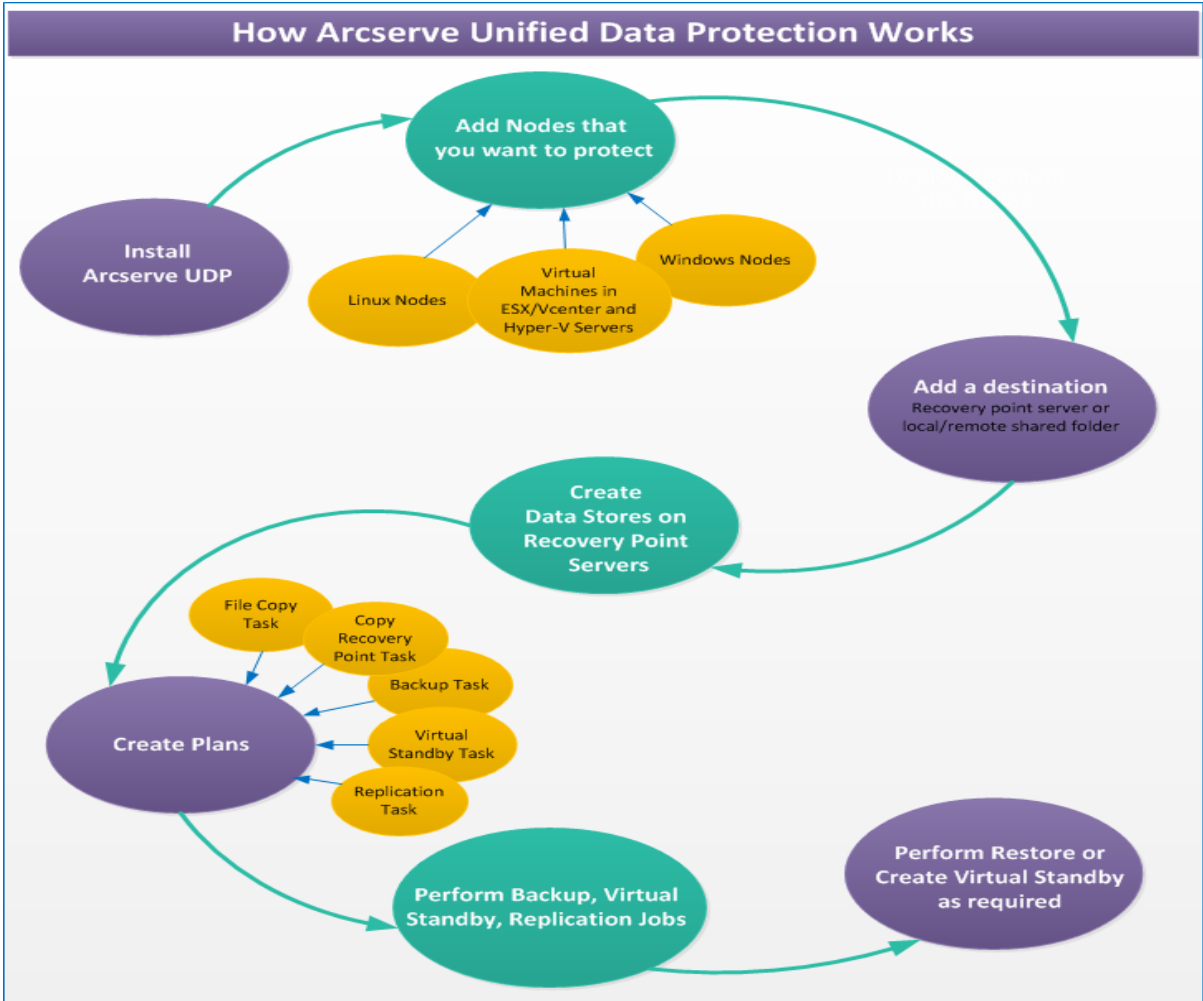 How Arcserve Unified Data Protection Works
Add Nodes that
you want to protect
Install
Arcserve UDP
Linux Nodes
Virtual
Machines in
ESX/Vcenter and
Hyper-V Servers
Windows Nodes
Add a destination
Recovery point server or
local/remote shared folder
Create
Data Stores on
Recovery Point
Servers
File Copy
Task
Copy
Recovery
Point Task
Backup Task
Virtual
Standby Task
Replication
Task
Create Plans
Perform Backup, Virtual
Standby, Replication Jobs
Perform Restore or
Create Virtual Standby
as required